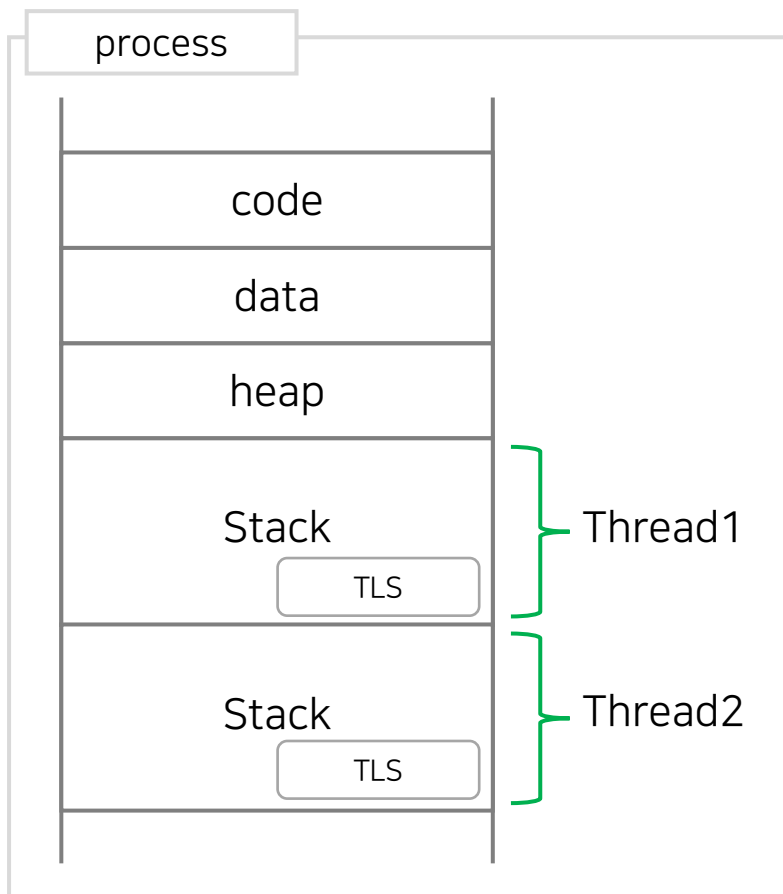 process
code
data
heap
Stack
Thread1
TLS
Stack
Thread2
TLS